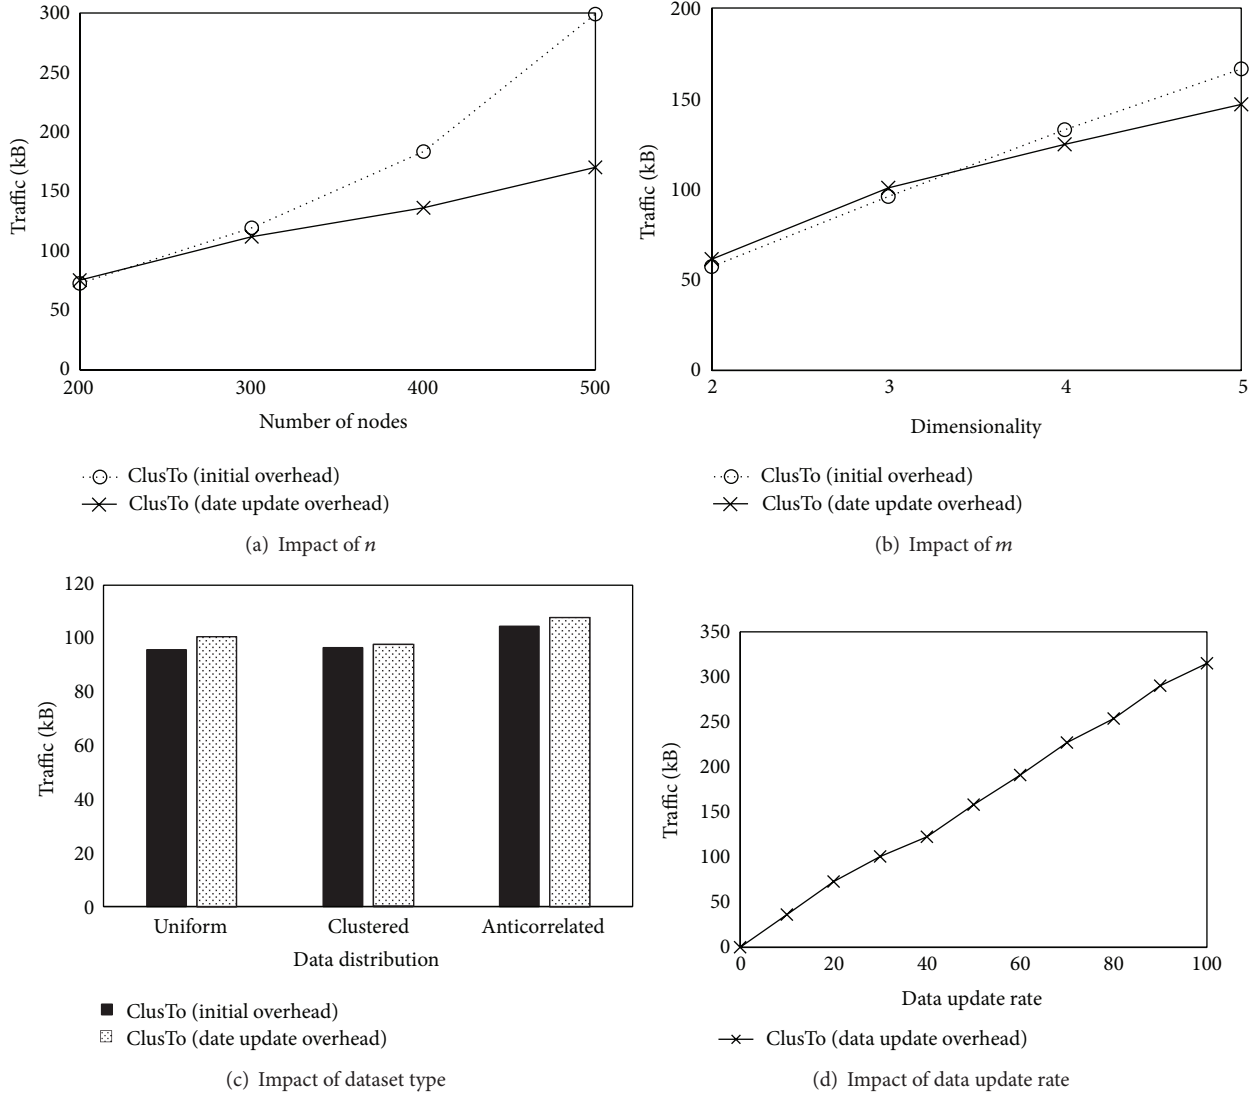 300
250
200
150
100
50
0
Traffic (kB)
200 300 400 500
Number of nodes
ClusTo (initial overhead)
ClusTo (date update overhead)
(a) Impact of n
200
150
100
50
0
Traffic (kB)
2 3 4 5
Dimensionality
ClusTo (initial overhead)
ClusTo (date update overhead)
(b) Impact of m
120
100
80
60
40
20
0
Traffic (kB)
Uniform Clustered Anticorrelated
Data distribution
ClusTo (initial overhead)
ClusTo (date update overhead)
(c) Impact of dataset type
350
300
250
200
150
100
50
0
Traffic (kB)
0 20 40 60 80 100
Data update rate
ClusTo (data update overhead)
(d) Impact of data update rate